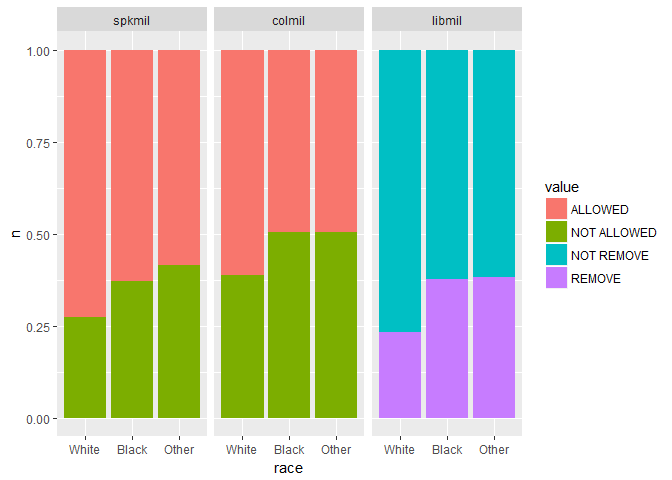 spkmil colmil libmil
1.00
0.75
0.50
0.25
0.00
n
White Black Other White Black Other White Black Other
race
value
ALLOWED
NOT ALLOWED
NOT REMOVE
REMOVE